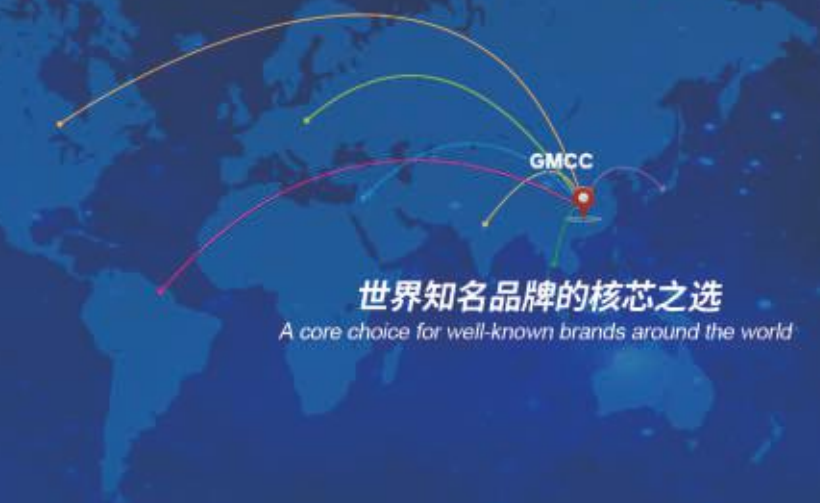 GMCC
世界知名品牌的核芯之选
A core choice for well-known brands around the world